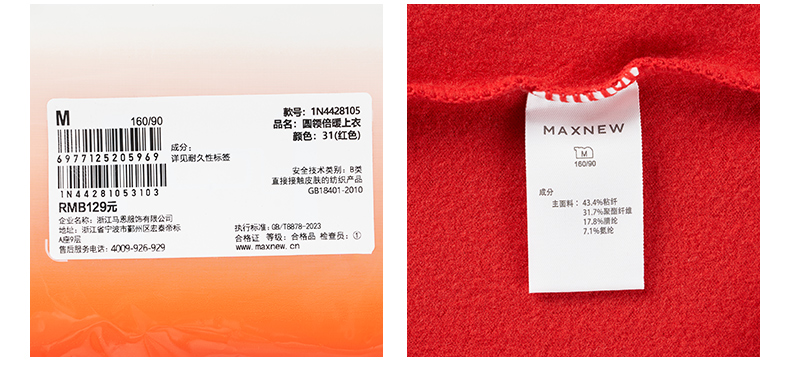 M
160/90
6977125205969
1N44281053103
RMB129元
企业名称：浙江马恩服饰有限公司
地址：浙江省宁波市鄞州区宏泰帝标
A座9层
售后服务电话：4009-926-929
成分：
详见耐久性标签
款号：1N4428105
品名：圆领倍暖上衣
颜色：31(红色)
安全技术类别：B类
直接接触皮肤的纺织产品
GB18401-2010
执行标准：GB/T8878-2023
合格证 等级：合格品 检查员：①
www.maxnew.cn
MAXNEW
M
160/90
成分
主面料：43.4%粘纤
31.7%聚酯纤维
17.8%腈纶
7.1%氨纶